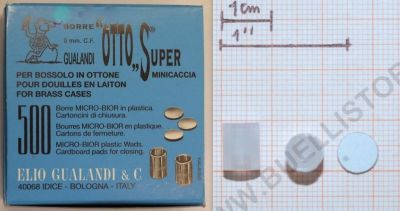 BORRE
8 mm. C.F.
GUALANDI
"OTTO„SUPER
MINICACCIA
PER BOSSOLO IN OTTONE
POUR DOUILLES EN LAITON
FOR BRASS CASES
500
Borre MICRO-BIOR in plastica.
Cartoncini di chiusura.
Bourres MICRO-BIOR en plastique.
Cartons de fermeture.
MICRO-BIOR plastic Wads.
Cardboard pads for closing.
ELIO GUALANDI & C.
40068 IDICE - BOLOGNA - ITALY
1cm
1"